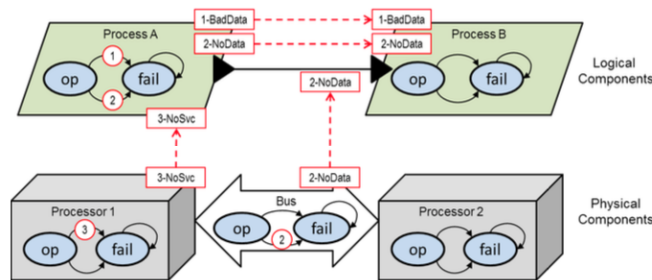 1-BadData
1-BadData
Process A
2-NoData
2-NoData
Process B
1
op
fail
2
op
fail
Logical
Components
2-NoData
3-NoSvc
3-NoSvc
2-NoData
Processor 1
Bus
Processor 2
3
op
fail
op
fail
2
op
fail
Physical
Components